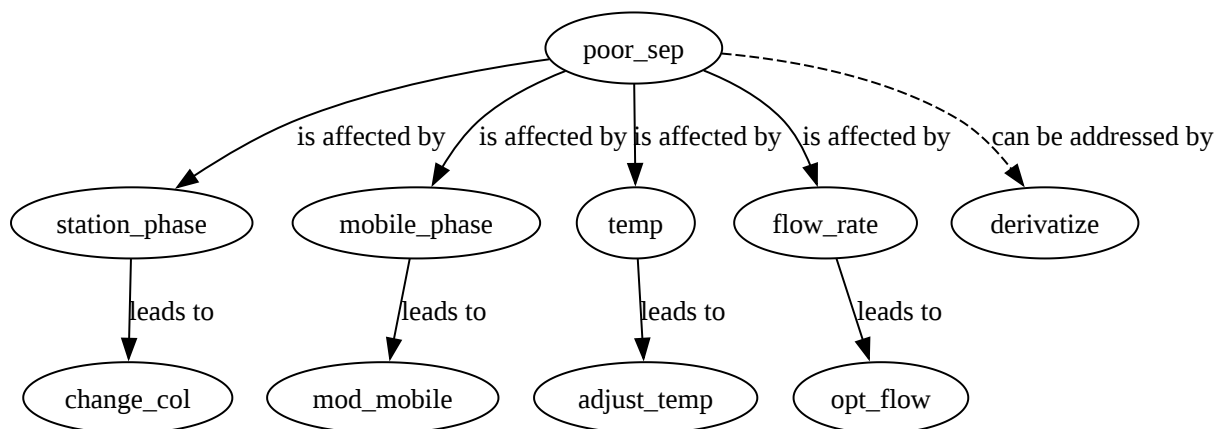 poor_sep
is affected by
is affected by
is affected by
is affected by
can be addressed by
station_phase
mobile_phase
temp
flow_rate
derivatize
leads to
leads to
leads to
leads to
change_col
mod_mobile
adjust_temp
opt_flow